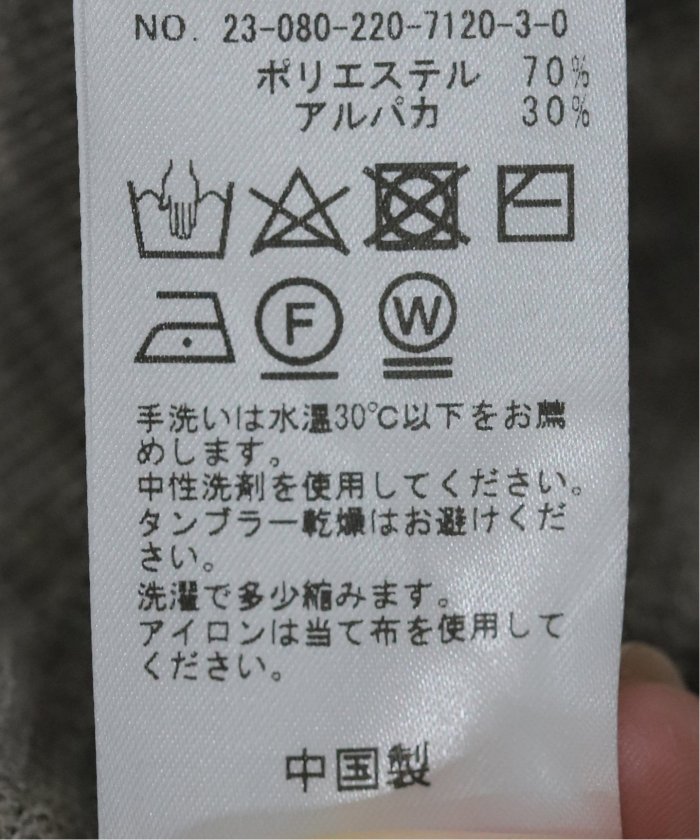 NO. 23-080-220-7120-3-0
ポリエステル 70%
アルパカ 30%
F W
手洗いは水温30℃以下をお薦
めします。
中性洗剤を使用してください。
タンブラー乾燥はお避けくだ
さい。
洗濯で多少縮みます。
アイロンは当て布を使用して
ください。
中国製